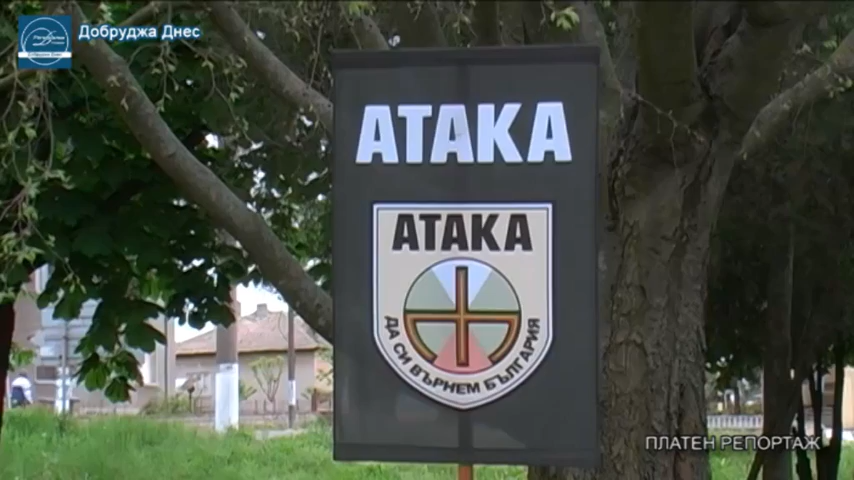 Добруджа Днес
АТАКА
АТАКА
ДА СИ ВЪРНЕМ БЪЛГАРИЯ
ПЛАТЕН РЕПОРТАЖ